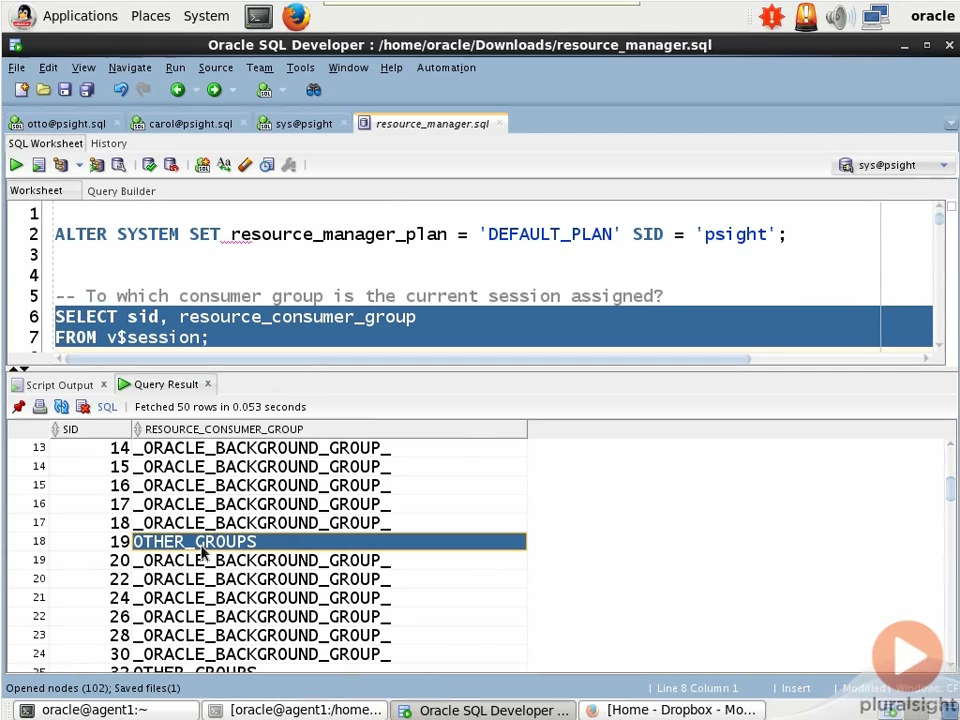 Applications Places System oracle
Oracle SQL Developer : /home/oracle/Downloads/resource_manager.sql
File Edit View Navigate Run Source Team Tools Window Help Automation
otto@psight.sql carol@psight.sql sys@psight resource_manager.sql
SQL Worksheet History
sys@psight
Worksheet Query Builder
1
2 ALTER SYSTEM SET resource_manager_plan = 'DEFAULT_PLAN' SID = 'psight';
3
4
5 -- To which consumer group is the current session assigned?
6 SELECT sid, resource_consumer_group
7 FROM v$session;
Script Output Query Result
SQL Fetched 50 rows in 0.053 seconds
SID RESOURCE_CONSUMER_GROUP
13 14 _ORACLE_BACKGROUND_GROUP_
14 15 _ORACLE_BACKGROUND_GROUP_
15 16 _ORACLE_BACKGROUND_GROUP_
16 17 _ORACLE_BACKGROUND_GROUP_
17 18 _ORACLE_BACKGROUND_GROUP_
18 19 OTHER_GROUPS
19 20 _ORACLE_BACKGROUND_GROUP_
20 22 _ORACLE_BACKGROUND_GROUP_
21 24 _ORACLE_BACKGROUND_GROUP_
22 26 _ORACLE_BACKGROUND_GROUP_
23 28 _ORACLE_BACKGROUND_GROUP_
24 30 _ORACLE_BACKGROUND_GROUP_
25 32 OTHER_GROUPS
Opened nodes (102); Saved files(1) Line 8 Column 1 Insert Modified Windows: CF
pluralsight
oracle@agent1:~ [oracle@agent1:/home... Oracle SQL Developer ... [Home - Dropbox - Mo...